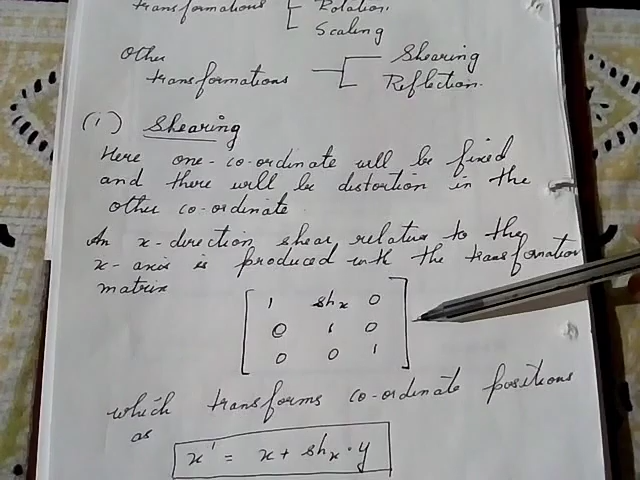 transformations Rotation.
Scaling
Other
transformations Shearing
Reflection.
(1) Shearing
Here one-co-ordinate will be fixed
and there will be distortion in the
other co-ordinate.
An x-direction shear relative to the
x-axis is produced with the transformation
matrix
1 shx 0
0 1 0
0 0 1
which transforms co-ordinate positions
as
x' = x + shx · y